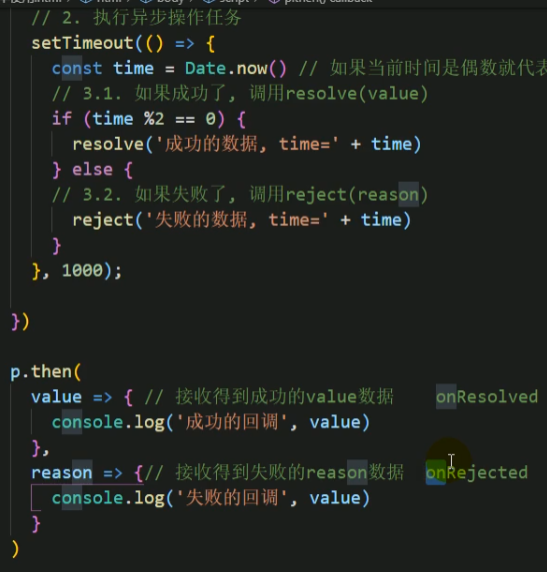 // 2. 执行异步操作任务
setTimeout(() => {
const time = Date.now() // 如果当前时间是偶数就代表
// 3.1. 如果成功了, 调用resolve(value)
if (time %2 == 0) {
resolve('成功的数据, time=' + time)
} else {
// 3.2. 如果失败了, 调用reject(reason)
reject('失败的数据, time=' + time)
}
}, 1000);
})
p.then(
value => { // 接收得到成功的value数据 onResolved
console.log('成功的回调', value)
},
reason => {// 接收得到失败的reason数据 onRejected
console.log('失败的回调', value)
}
)